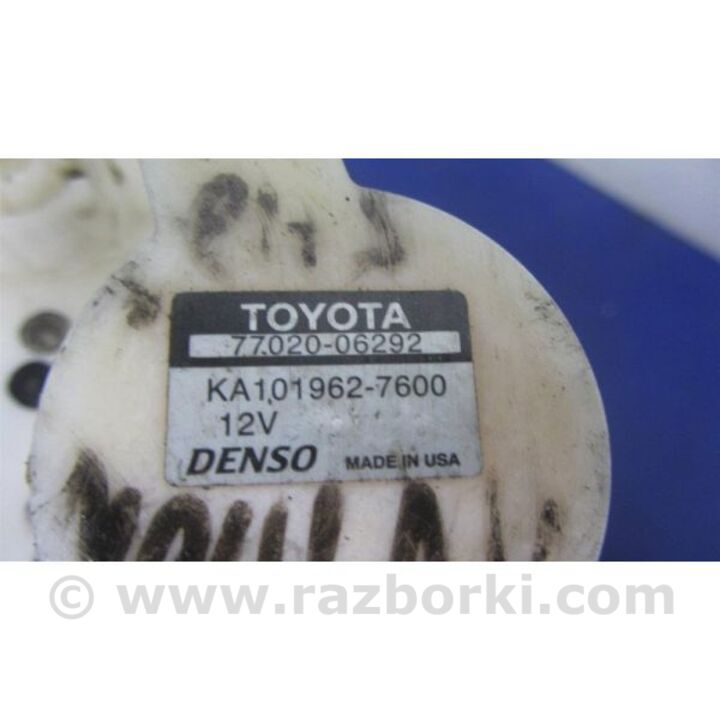 TOYOTA
77020-06292
KA101962-7600
12V
DENSO MADE IN USA
© www.razborki.com